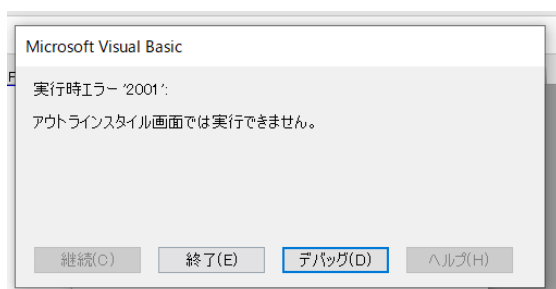 Microsoft Visual Basic
実行時エラー '2001':
アウトラインスタイル画面では実行できません。
継続(C) 終了(E) デバッグ(D) ヘルプ(H)